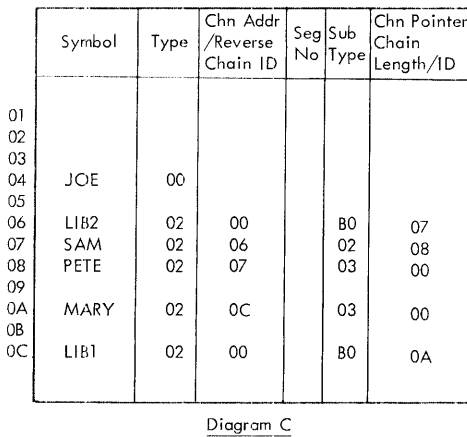 Symbol Type Chn Addr /Reverse Chain ID Seg No Sub Type Chn Pointer Chain Length/ID
01
02
03
04 JOE 00
05
06 LIB2 02 00 B0 07
07 SAM 02 06 02 08
08 PETE 02 07 03 00
09
0A MARY 02 0C 03 00
0B
0C LIB1 02 00 B0 0A
Diagram C